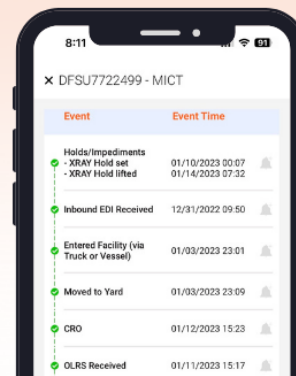 8:11
91
× DFSU7722499 - MICT
Event Event Time
Holds/Impediments
- XRAY Hold set 01/10/2023 00:07
- XRAY Hold lifted 01/14/2023 07:32
Inbound EDI Received 12/31/2022 09:50
Entered Facility (via
Truck or Vessel) 01/03/2023 23:01
Moved to Yard 01/03/2023 23:09
CRO 01/12/2023 15:23
OLRS Received 01/11/2023 15:17